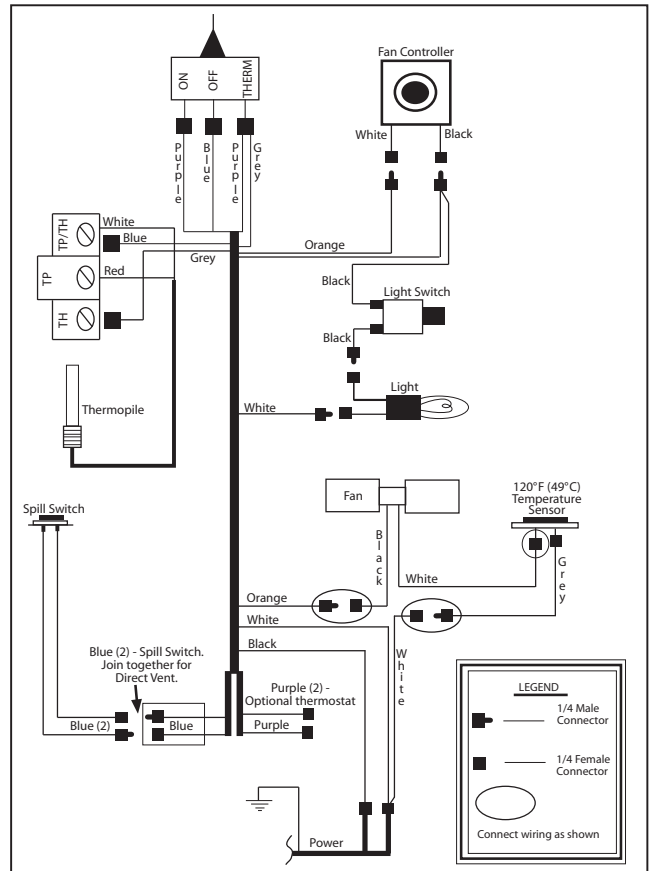 ON
OFF
THERM
Purple
Blue
Purple
Grey
Fan Controller
White
Black
TP/TH
White
Blue
Grey
TP
Red
TH
Orange
Black
Light Switch
Black
Light
Thermopile
White
Fan
120°F (49°C)
Temperature
Sensor
Spill Switch
Black
White
Grey
Orange
White
Black
White
Blue (2) - Spill Switch.
Join together for
Direct Vent.
Purple (2) -
Optional thermostat
Blue (2)
Blue
Purple
Power
LEGEND
1/4 Male
Connector
1/4 Female
Connector
Connect wiring as shown